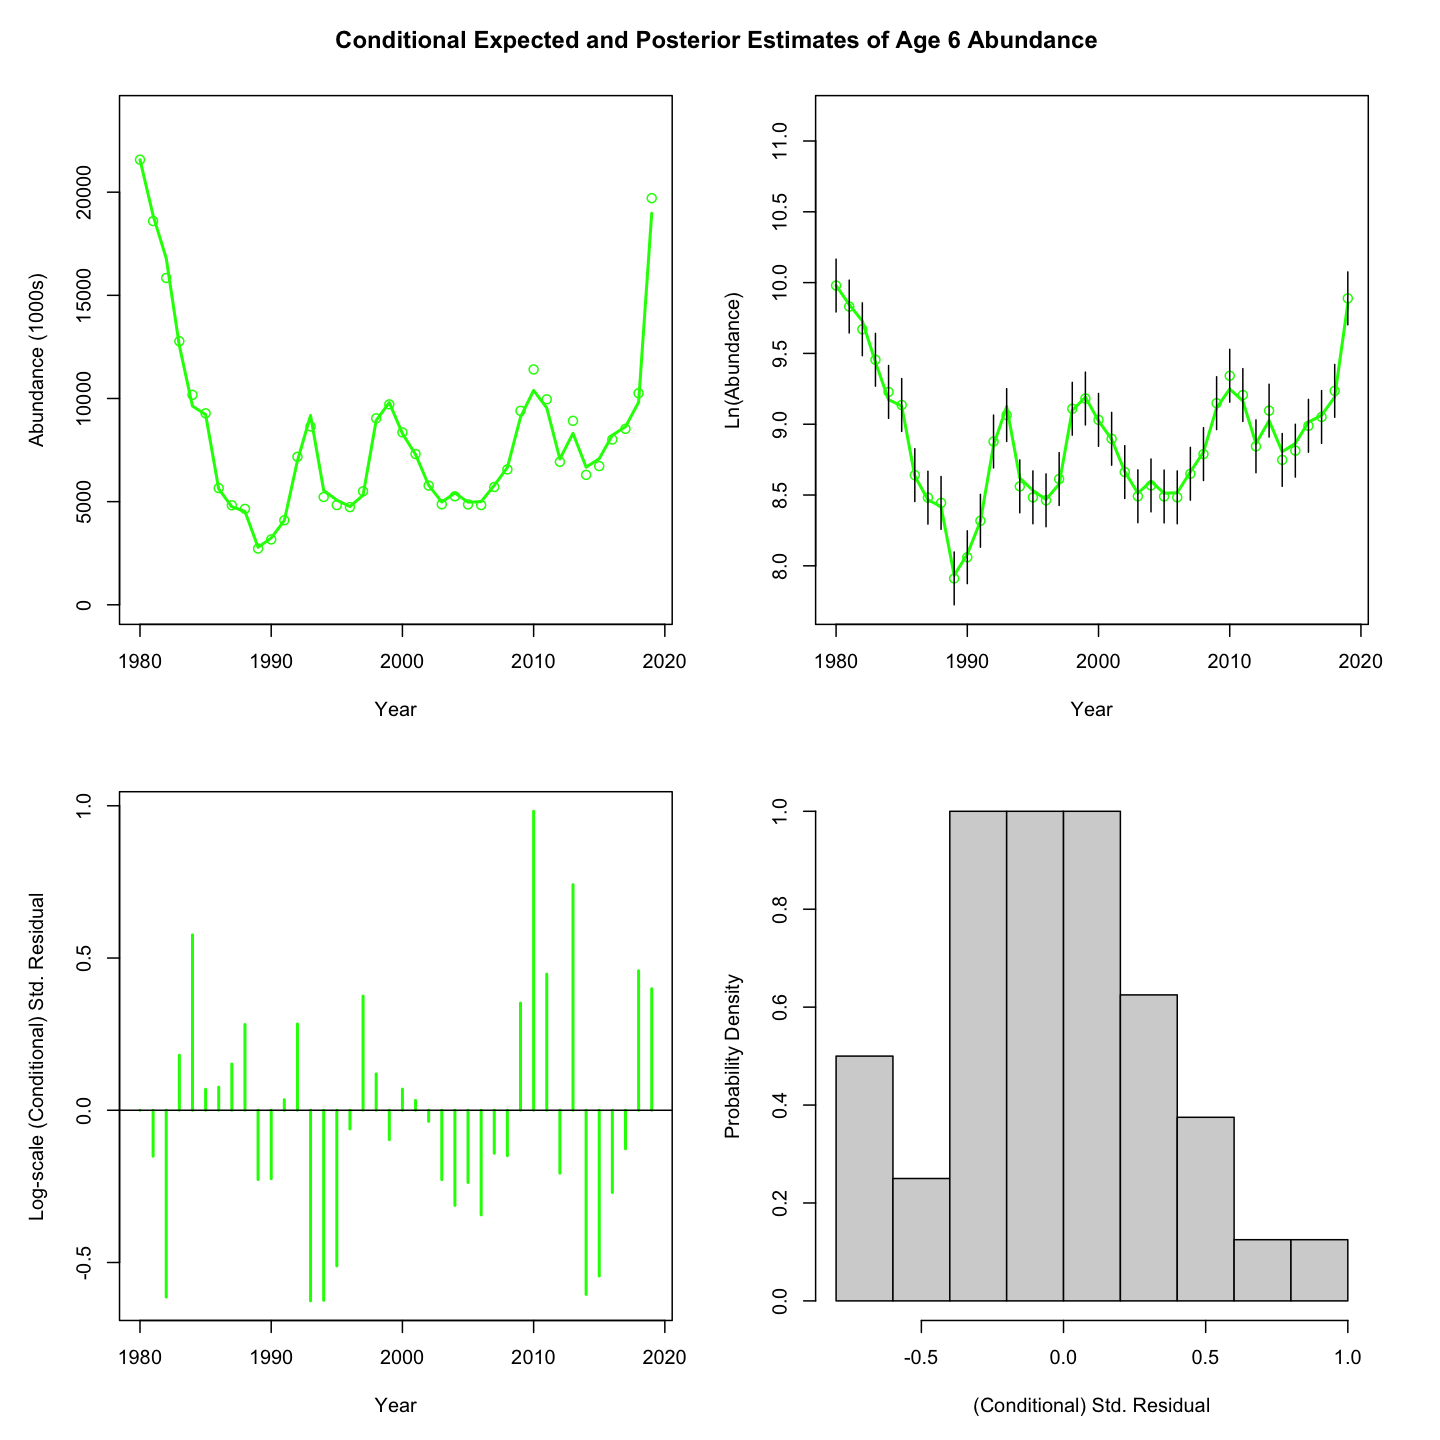 Conditional Expected and Posterior Estimates of Age 6 Abundance
Abundance (1000s)
20000
15000
10000
5000
0
1980 1990 2000 2010 2020
Year
Ln(Abundance)
11.0
10.5
10.0
9.5
9.0
8.5
8.0
1980 1990 2000 2010 2020
Year
Log-scale (Conditional) Std. Residual
1.0
0.5
0.0
-0.5
1980 1990 2000 2010 2020
Year
Probability Density
1.0
0.8
0.6
0.4
0.2
0.0
-0.5 0.0 0.5 1.0
(Conditional) Std. Residual